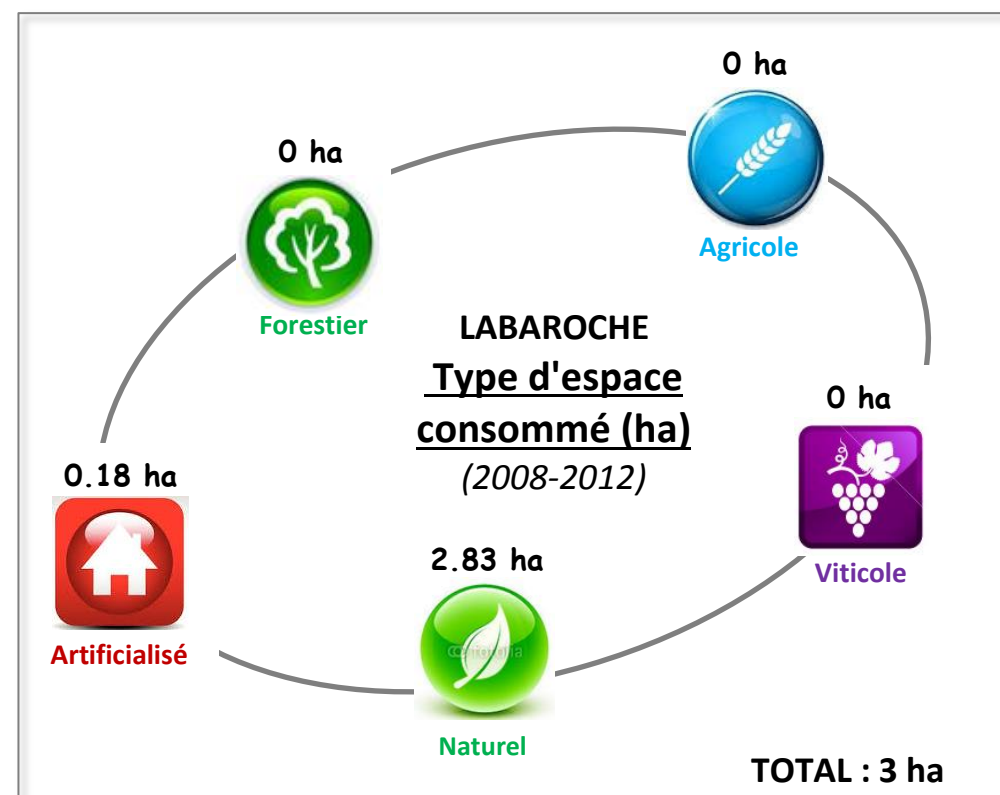 0 ha
Agricole
0 ha
Forestier
LABAROCHE
Type d'espace
consommé (ha)
(2008-2012)
0 ha
Viticole
0.18 ha
Artificialisé
2.83 ha
Naturel
TOTAL : 3 ha